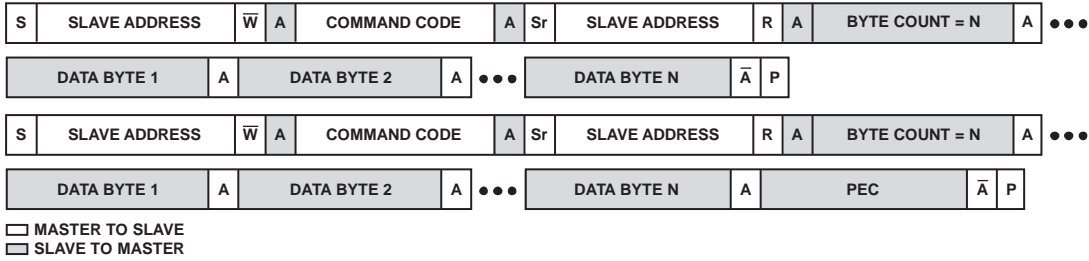 S SLAVE ADDRESS W̅ A COMMAND CODE A Sr SLAVE ADDRESS R A BYTE COUNT = N A •••
DATA BYTE 1 A DATA BYTE 2 A ••• DATA BYTE N A̅ P
S SLAVE ADDRESS W̅ A COMMAND CODE A Sr SLAVE ADDRESS R A BYTE COUNT = N A •••
DATA BYTE 1 A DATA BYTE 2 A ••• DATA BYTE N A PEC A̅ P
MASTER TO SLAVE
SLAVE TO MASTER